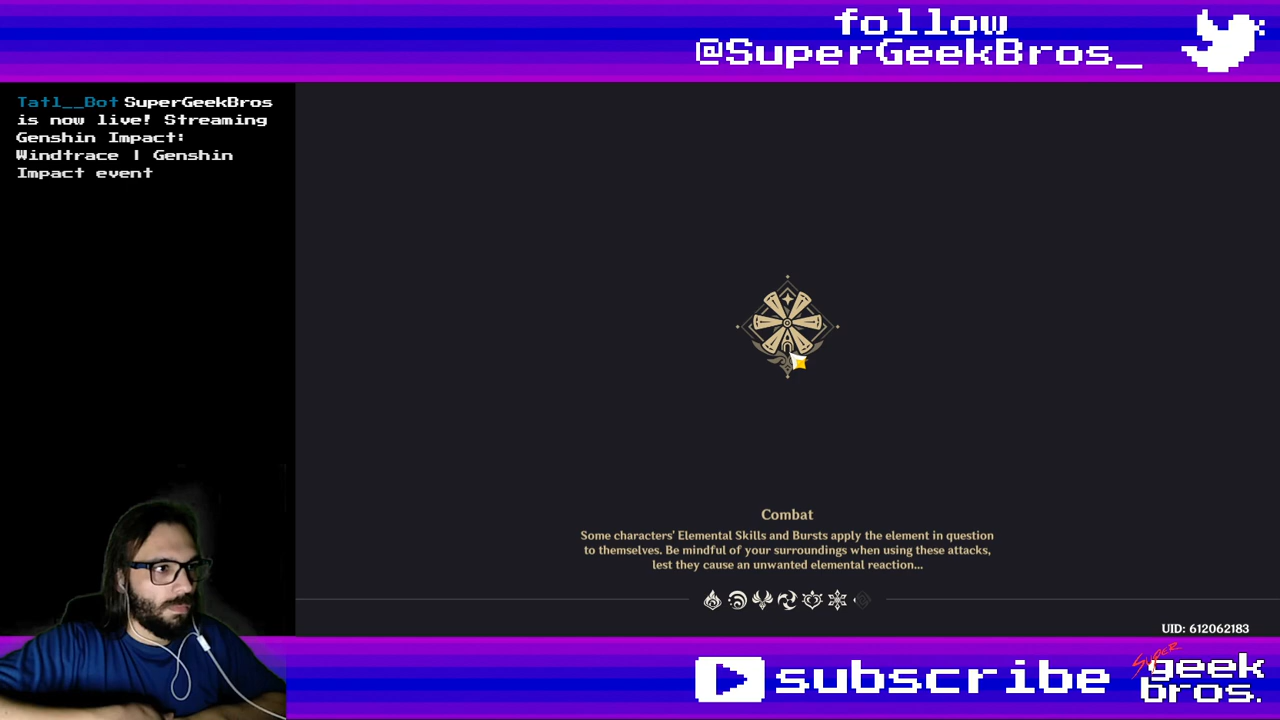 follow
@SuperGeekBros_
Tatl__Bot SuperGeekBros
is now live! Streaming
Genshin Impact:
Windtrace | Genshin
Impact event
Combat
Some characters' Elemental Skills and Bursts apply the element in question
to themselves. Be mindful of your surroundings when using these attacks,
lest they cause an unwanted elemental reaction...
UID: 612062183
subscribe
SUPER
geek
bros.